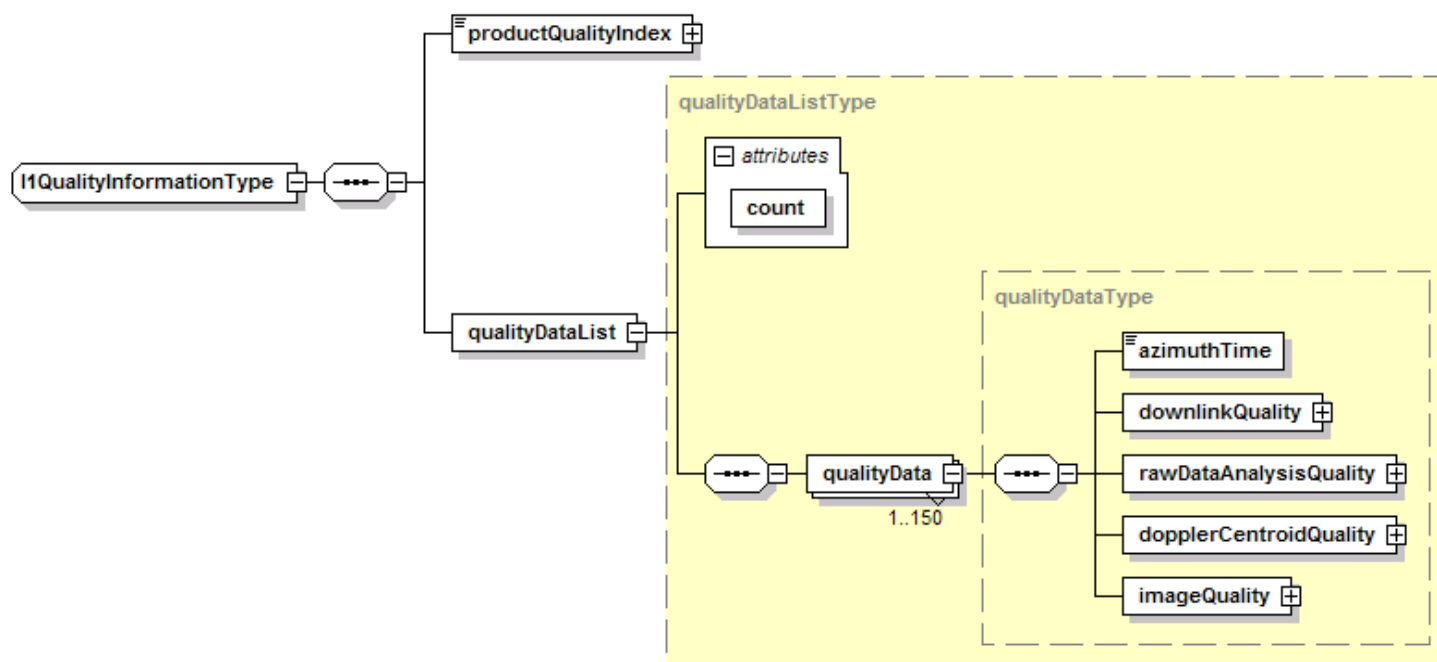 productQualityIndex
qualityDataListType
attributes
count
l1QualityInformationType
qualityDataType
qualityDataList
azimuthTime
downlinkQuality
qualityData
rawDataAnalysisQuality
1..150
dopplerCentroidQuality
imageQuality